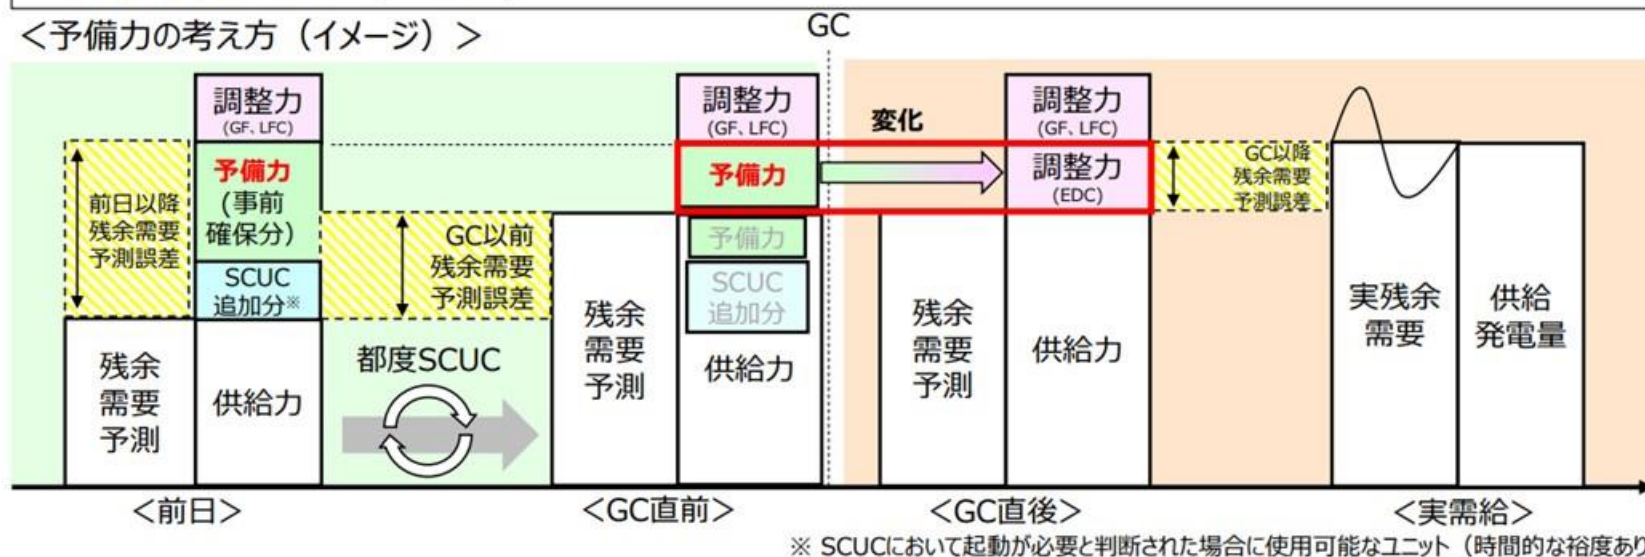 ＜予備力の考え方（イメージ）＞
GC
調整力
(GF、LFC)
予備力
(事前
確保分)
SCUC
追加分※
前日以降
残余需要
予測誤差
残余
需要
予測
供給力
GC以前
残余需要
予測誤差
都度SCUC
残余
需要
予測
調整力
(GF、LFC)
予備力
予備力
SCUC
追加分
供給力
変化
残余
需要
予測
調整力
(GF、LFC)
調整力
(EDC)
供給力
GC以降
残余需要
予測誤差
実残余
需要
供給
発電量
＜前日＞
＜GC直前＞
＜GC直後＞
＜実需給＞
※ SCUCにおいて起動が必要と判断された場合に使用可能なユニット（時間的な裕度あり